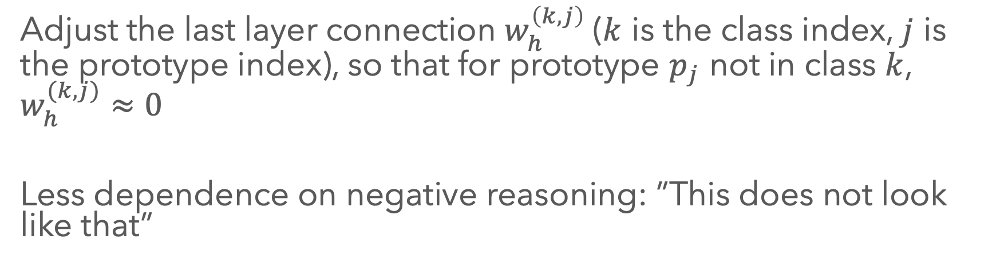 Adjust the last layer connection $w_h^{(k,j)}$ ($k$ is the class index, $j$ is
the prototype index), so that for prototype $p_j$ not in class $k$,
$w_h^{(k,j)} \approx 0$
Less dependence on negative reasoning: "This does not look
like that"